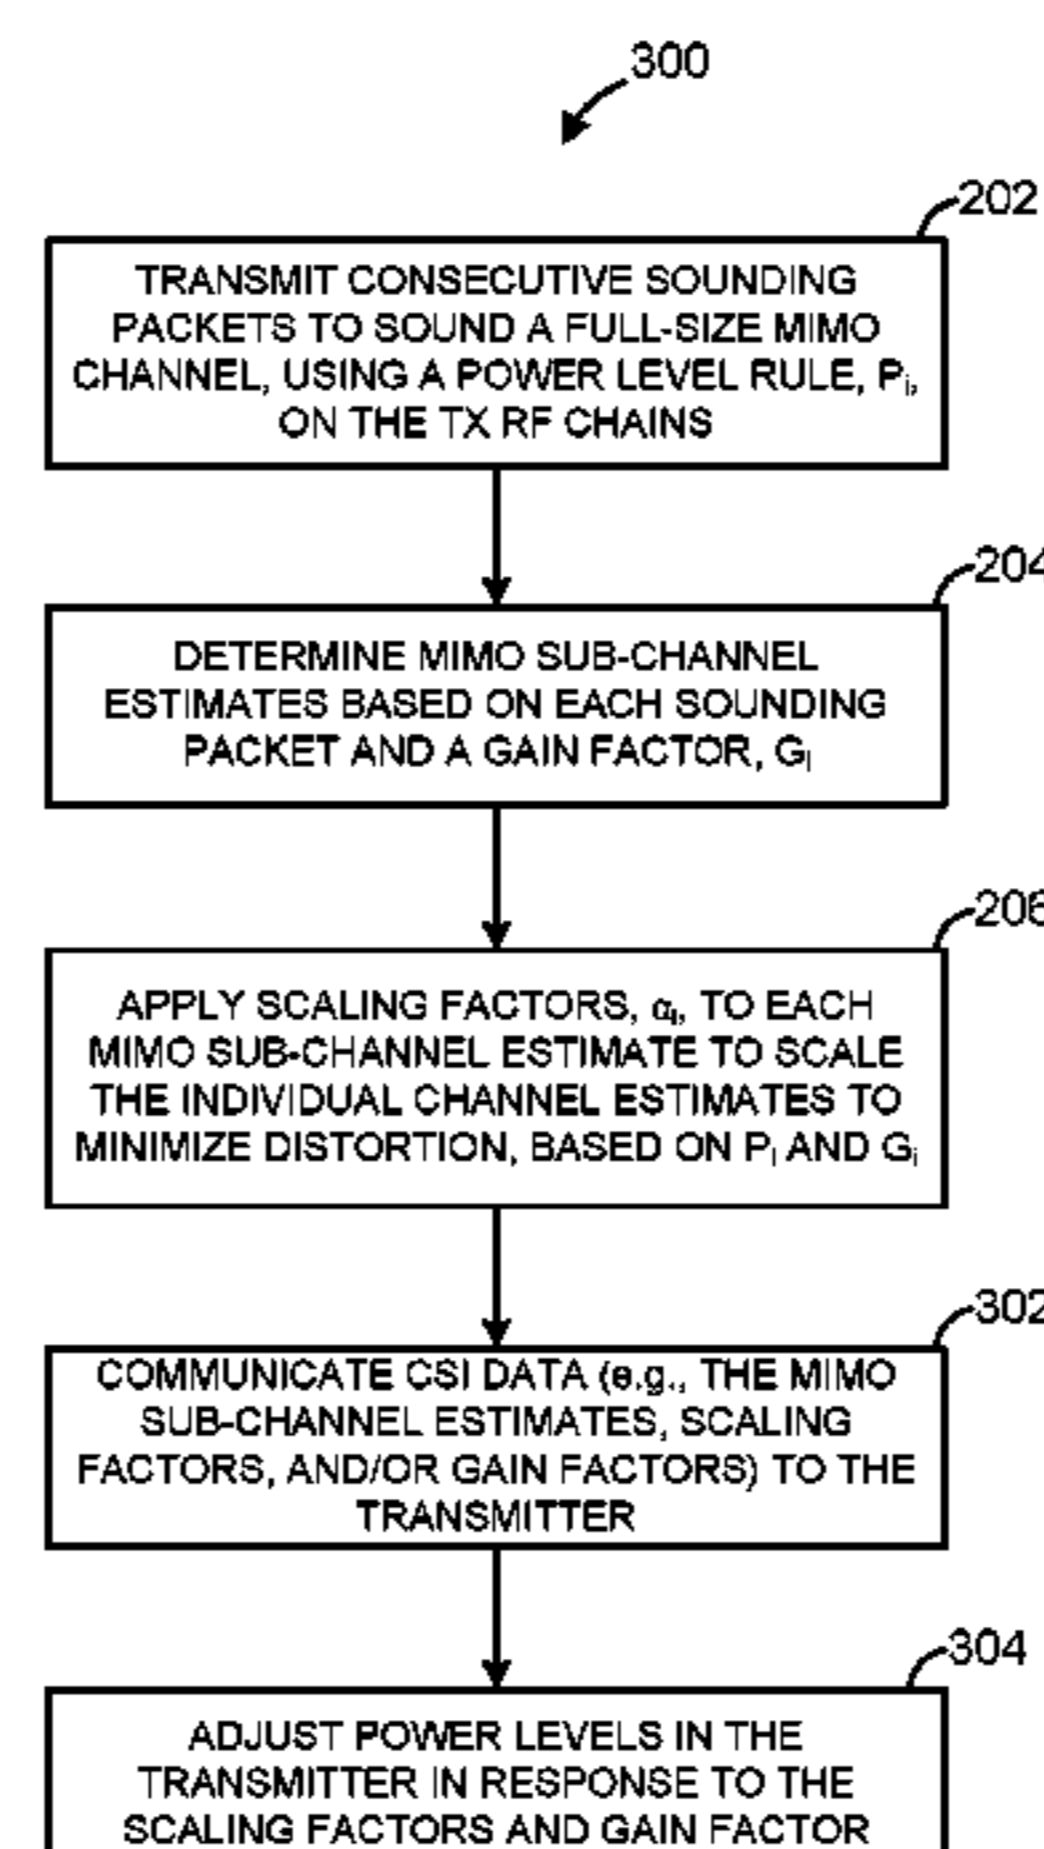 300
202
TRANSMIT CONSECUTIVE SOUNDING
PACKETS TO SOUND A FULL-SIZE MIMO
CHANNEL, USING A POWER LEVEL RULE, Pᵢ,
ON THE TX RF CHAINS
204
DETERMINE MIMO SUB-CHANNEL
ESTIMATES BASED ON EACH SOUNDING
PACKET AND A GAIN FACTOR, Gᵢ
206
APPLY SCALING FACTORS, αᵢ, TO EACH
MIMO SUB-CHANNEL ESTIMATE TO SCALE
THE INDIVIDUAL CHANNEL ESTIMATES TO
MINIMIZE DISTORTION, BASED ON Pᵢ AND Gᵢ
302
COMMUNICATE CSI DATA (e.g., THE MIMO
SUB-CHANNEL ESTIMATES, SCALING
FACTORS, AND/OR GAIN FACTORS) TO THE
TRANSMITTER
304
ADJUST POWER LEVELS IN THE
TRANSMITTER IN RESPONSE TO THE
SCALING FACTORS AND GAIN FACTOR